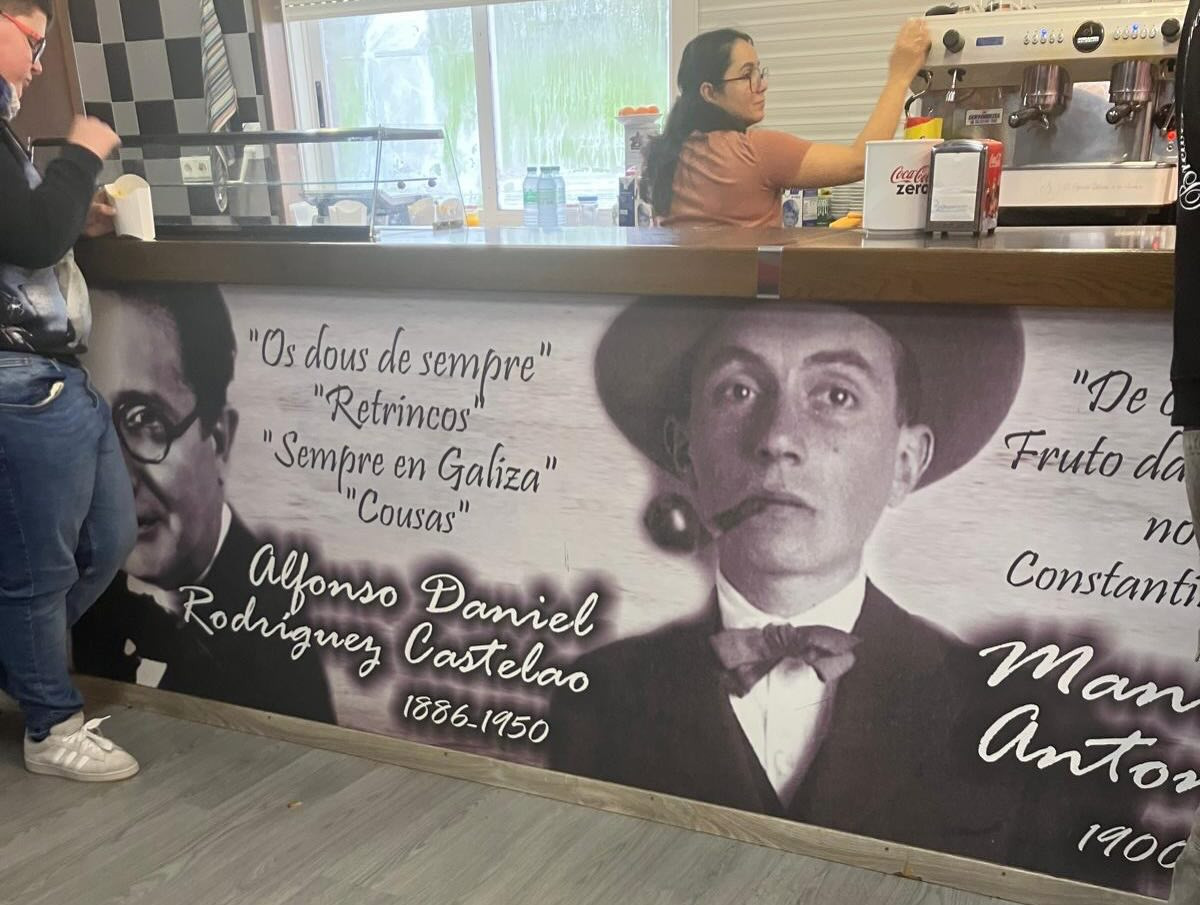 Coca-Cola
zero
"Os dous de sempre"
"Retrincos"
"Sempre en Galiza"
"Cousas"
Alfonso Daniel
Rodríguez Castelao
1886-1950
"De
Fruto da
no
Constanti
Man
Anton
1900